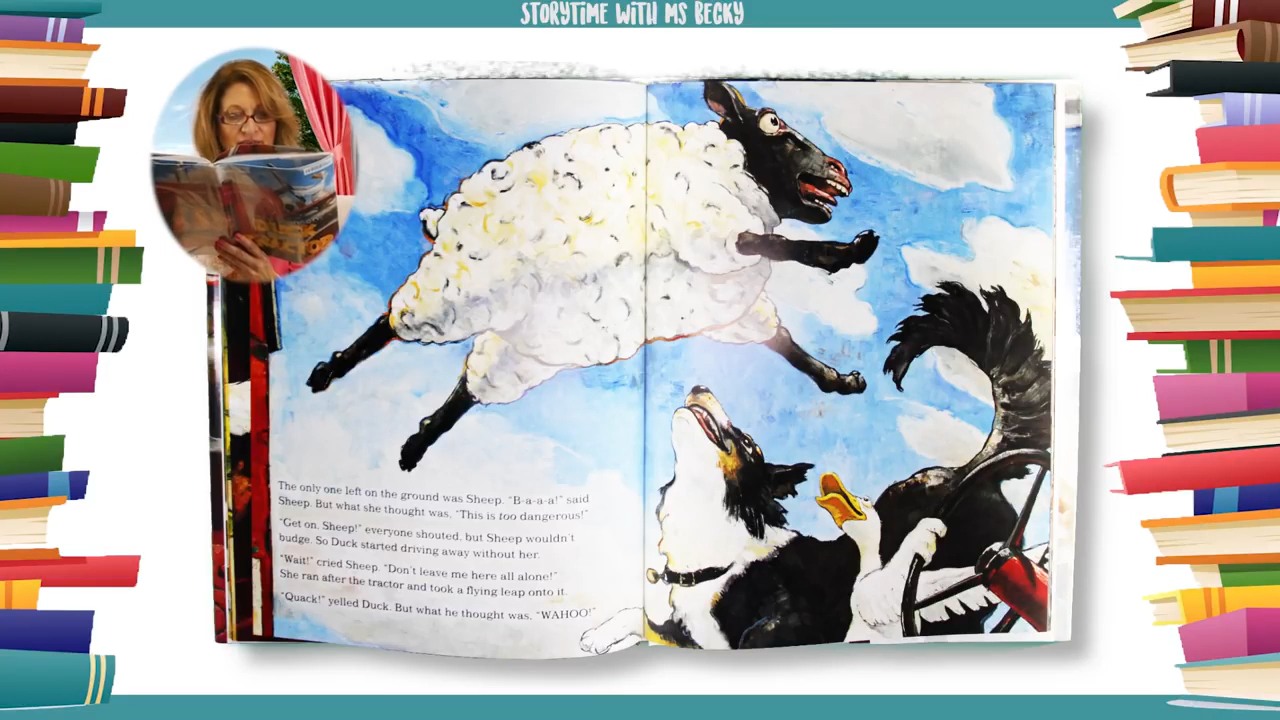 STORYTIME WITH MS BECKY
The only one left on the ground was Sheep. “B-a-a-a!” said
Sheep. But what she thought was, “This is too dangerous!”
“Get on, Sheep!” everyone shouted, but Sheep wouldn’t
budge. So Duck started driving away without her.
“Wait!” cried Sheep. “Don’t leave me here all alone!”
She ran after the tractor and took a flying leap onto it.
“Quack!” yelled Duck. But what he thought was, “WAHOO!”